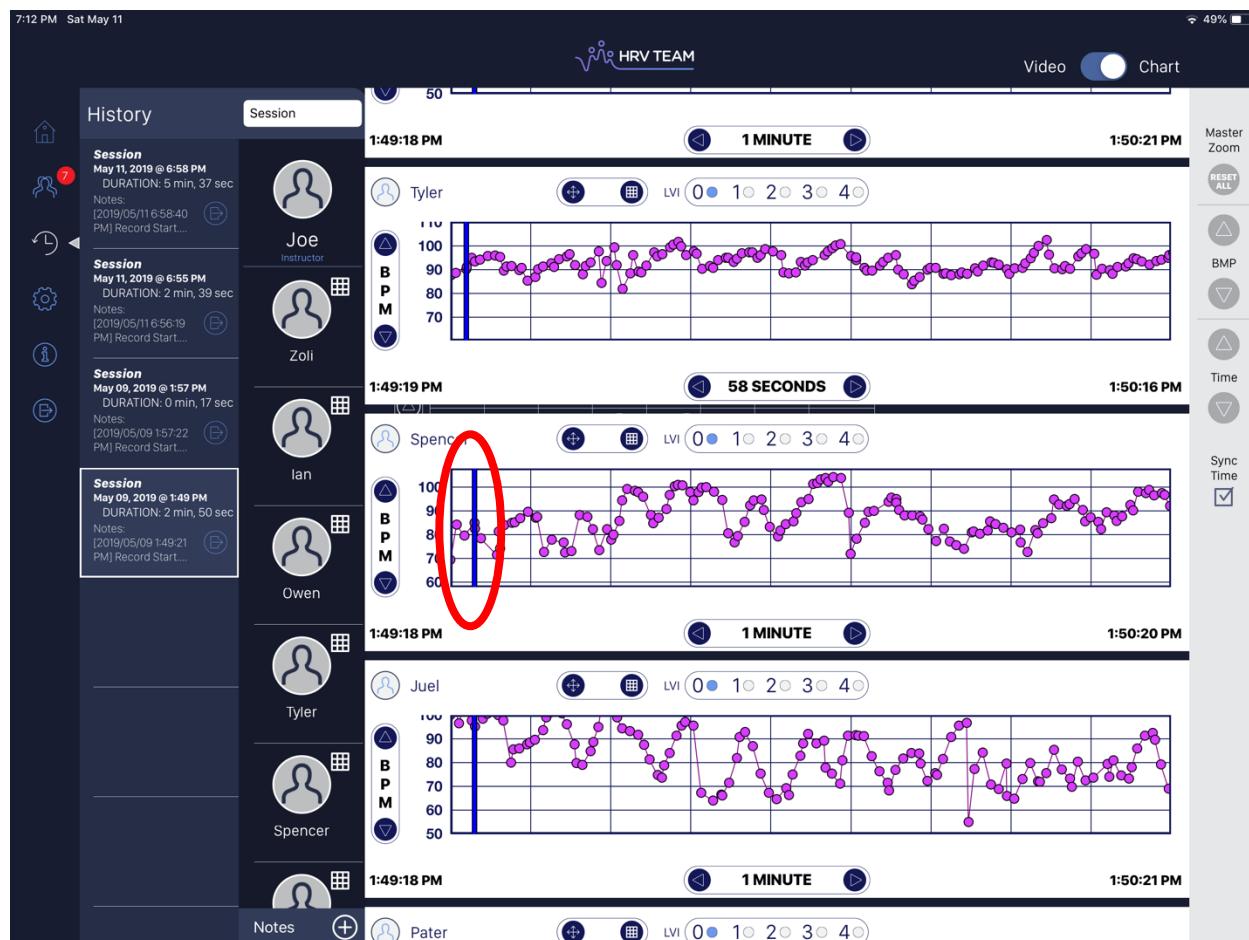 7:12 PM Sat May 11
49%
HRV TEAM
Video Chart
History
Session
Session
May 11, 2019 @ 6:58 PM
DURATION: 5 min, 37 sec
Notes:
[2019/05/11 6:58:40
PM] Record Start....
7
Session
May 11, 2019 @ 6:55 PM
DURATION: 2 min, 39 sec
Notes:
[2019/05/11 6:56:19
PM] Record Start....
Session
May 09, 2019 @ 1:57 PM
DURATION: 0 min, 17 sec
Notes:
[2019/05/09 1:57:22
PM] Record Start....
Session
May 09, 2019 @ 1:49 PM
DURATION: 2 min, 50 sec
Notes:
[2019/05/09 1:49:21
PM] Record Start....
Joe
Instructor
Zoli
Ian
Owen
Tyler
Spencer
Notes
50
1:49:18 PM 1 MINUTE 1:50:21 PM
Tyler LVI 0 1 2 3 4
BPM
110
100
90
80
70
1:49:19 PM 58 SECONDS 1:50:16 PM
Spencer LVI 0 1 2 3 4
BPM
100
90
80
70
60
1:49:18 PM 1 MINUTE 1:50:20 PM
Juel LVI 0 1 2 3 4
BPM
100
90
80
70
60
50
1:49:18 PM 1 MINUTE 1:50:21 PM
Pater LVI 0 1 2 3 4
Master
Zoom
RESET
ALL
BMP
Time
Sync
Time